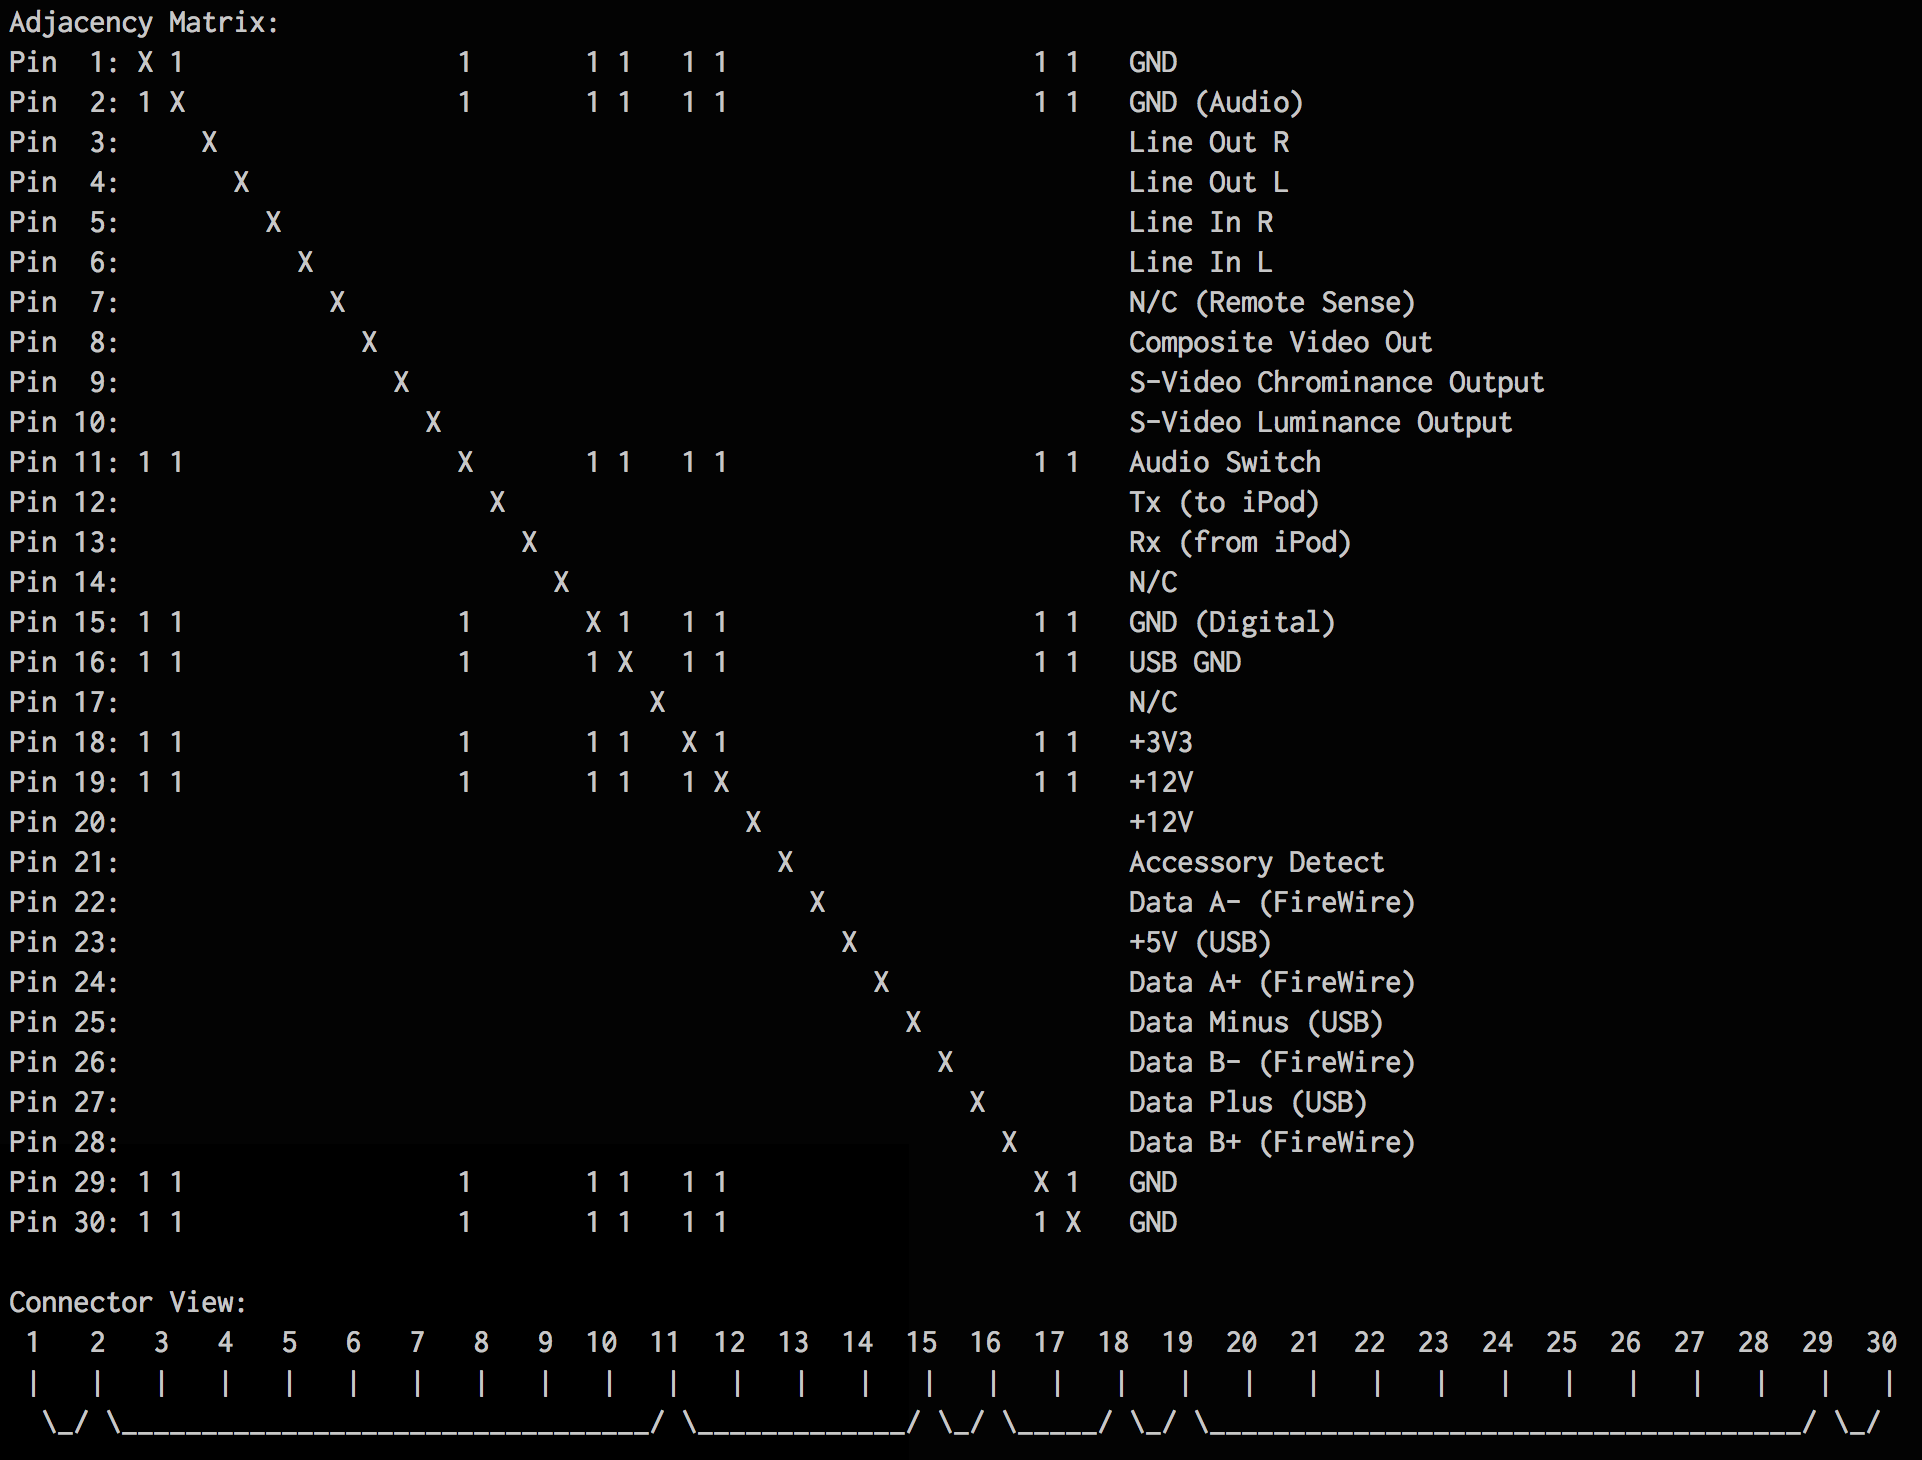 Adjacency Matrix:
Pin  1: X 1                 1       1 1   1 1                   1 1   GND
Pin  2: 1 X                 1       1 1   1 1                   1 1   GND (Audio)
Pin  3:     X                                                         Line Out R
Pin  4:       X                                                       Line Out L
Pin  5:         X                                                     Line In R
Pin  6:           X                                                   Line In L
Pin  7:             X                                                 N/C (Remote Sense)
Pin  8:               X                                               Composite Video Out
Pin  9:                 X                                             S-Video Chrominance Output
Pin 10:                   X                                           S-Video Luminance Output
Pin 11: 1 1                 X       1 1   1 1                   1 1   Audio Switch
Pin 12:                       X                                       Tx (to iPod)
Pin 13:                         X                                     Rx (from iPod)
Pin 14:                           X                                   N/C
Pin 15: 1 1                 1       X 1   1 1                   1 1   GND (Digital)
Pin 16: 1 1                 1       1 X   1 1                   1 1   USB GND
Pin 17:                                 X                             N/C
Pin 18: 1 1                 1       1 1   X 1                   1 1   +3V3
Pin 19: 1 1                 1       1 1   1 X                   1 1   +12V
Pin 20:                                       X                       +12V
Pin 21:                                         X                     Accessory Detect
Pin 22:                                           X                   Data A- (FireWire)
Pin 23:                                             X                 +5V (USB)
Pin 24:                                               X               Data A+ (FireWire)
Pin 25:                                                 X             Data Minus (USB)
Pin 26:                                                   X           Data B- (FireWire)
Pin 27:                                                     X         Data Plus (USB)
Pin 28:                                                       X       Data B+ (FireWire)
Pin 29: 1 1                 1       1 1   1 1                   X 1   GND
Pin 30: 1 1                 1       1 1   1 1                   1 X   GND
Connector View:
 1   2   3   4   5   6   7   8   9  10  11  12  13  14  15  16  17  18  19  20  21  22  23  24  25  26  27  28  29  30
 |   |   |   |   |   |   |   |   |   |   |   |   |   |   |   |   |   |   |   |   |   |   |   |   |   |   |   |   |   |
  \_/ \_________________________________/ \_____________/ \_/ \_____/ \_/ \_____________________________________/ \_/